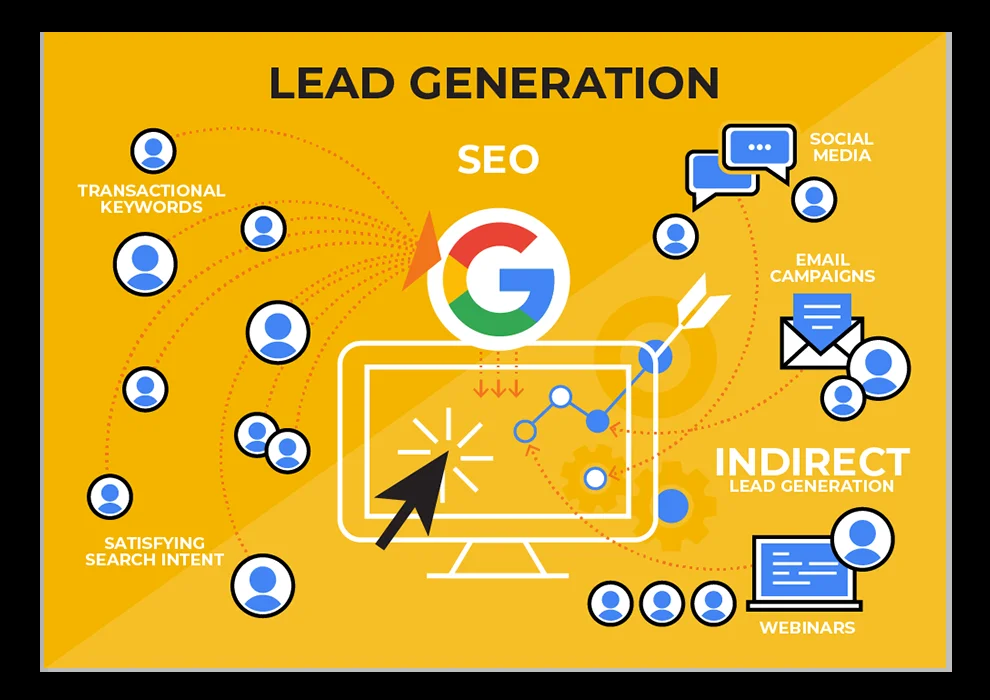 LEAD GENERATION
SEO
TRANSACTIONAL
KEYWORDS
SATISFYING
SEARCH INTENT
SOCIAL
MEDIA
EMAIL
CAMPAIGNS
INDIRECT
LEAD GENERATION
WEBINARS